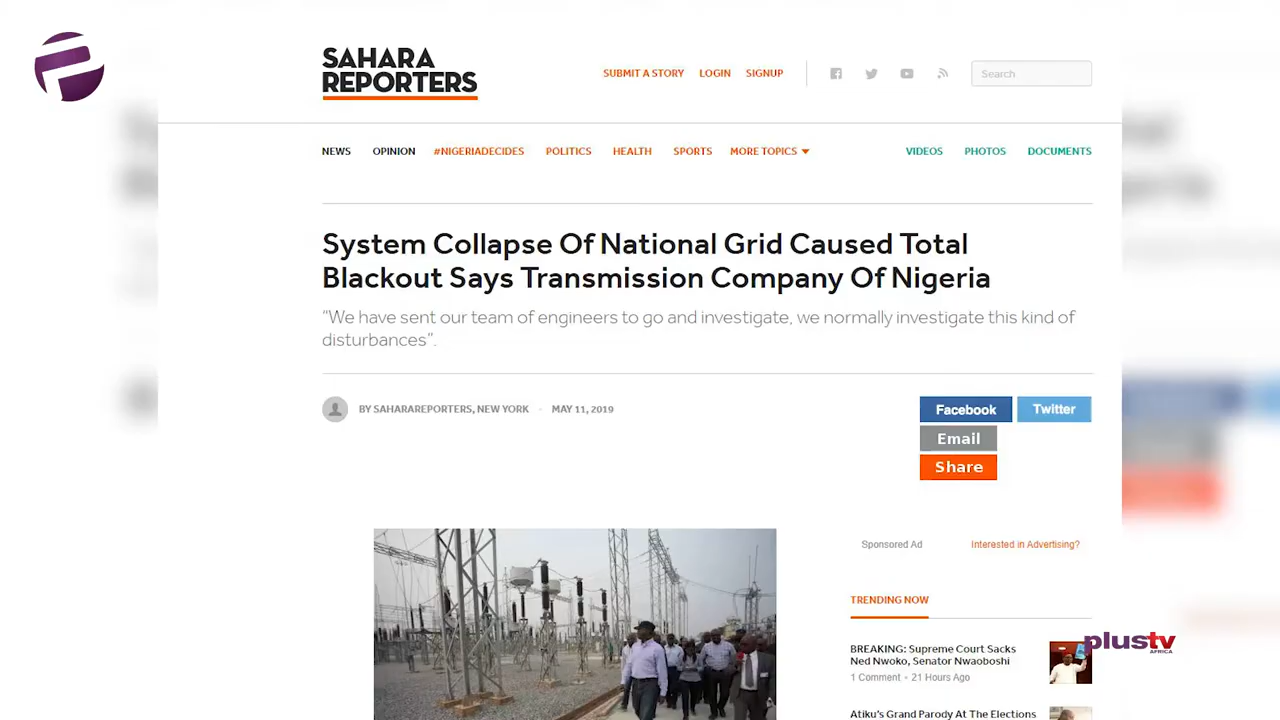 SAHARA
REPORTERS
SUBMIT A STORY LOGIN SIGNUP
Search
NEWS OPINION #NIGERIADECIDES POLITICS HEALTH SPORTS MORE TOPICS
VIDEOS PHOTOS DOCUMENTS
System Collapse Of National Grid Caused Total
Blackout Says Transmission Company Of Nigeria
“We have sent our team of engineers to go and investigate, we normally investigate this kind of
disturbances”.
BY SAHARAREPORTERS, NEW YORK · MAY 11, 2019
Facebook Twitter
Email
Share
Sponsored Ad Interested in Advertising?
TRENDING NOW
BREAKING: Supreme Court Sacks
Ned Nwoko, Senator Nwaoboshi
1 Comment • 21 Hours Ago
Atiku's Grand Parody At The Elections
plustv
AFRICA